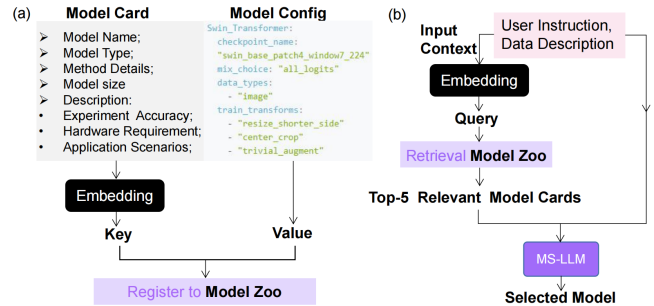 (a)
Model Card
➤ Model Name;
➤ Model Type;
➤ Method Details;
➤ Model size
➤ Description:
• Experiment Accuracy;
• Hardware Requirement;
• Application Scenarios;
Embedding
Key
Model Config
Swin_Transformer:
checkpoint_name:
"swin_base_patch4_window7_224"
mix_choice: "all_logits"
data_types:
- "image"
train_transforms:
- "resize_shorter_side"
- "center_crop"
- "trivial_augment"
Value
Register to Model Zoo
(b)
Input
Context
User Instruction,
Data Description
Embedding
Query
Retrieval Model Zoo
Top-5 Relevant Model Cards
MS-LLM
Selected Model